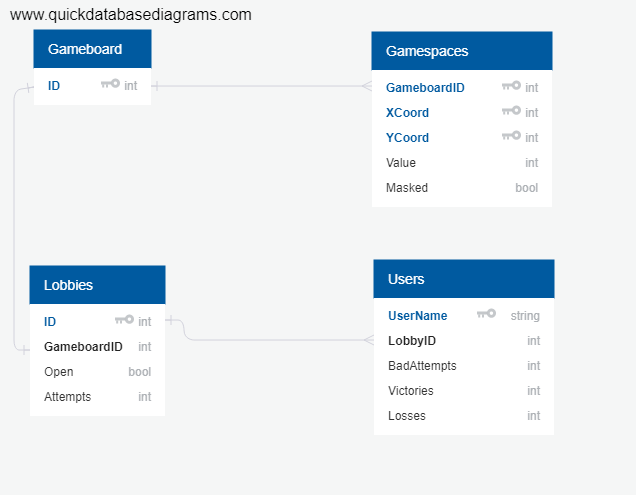 www.quickdatabasediagrams.com
Gameboard
ID int
Gamespaces
GameboardID int
XCoord int
YCoord int
Value int
Masked bool
Lobbies
ID int
GameboardID int
Open bool
Attempts int
Users
UserName string
LobbyID int
BadAttempts int
Victories int
Losses int